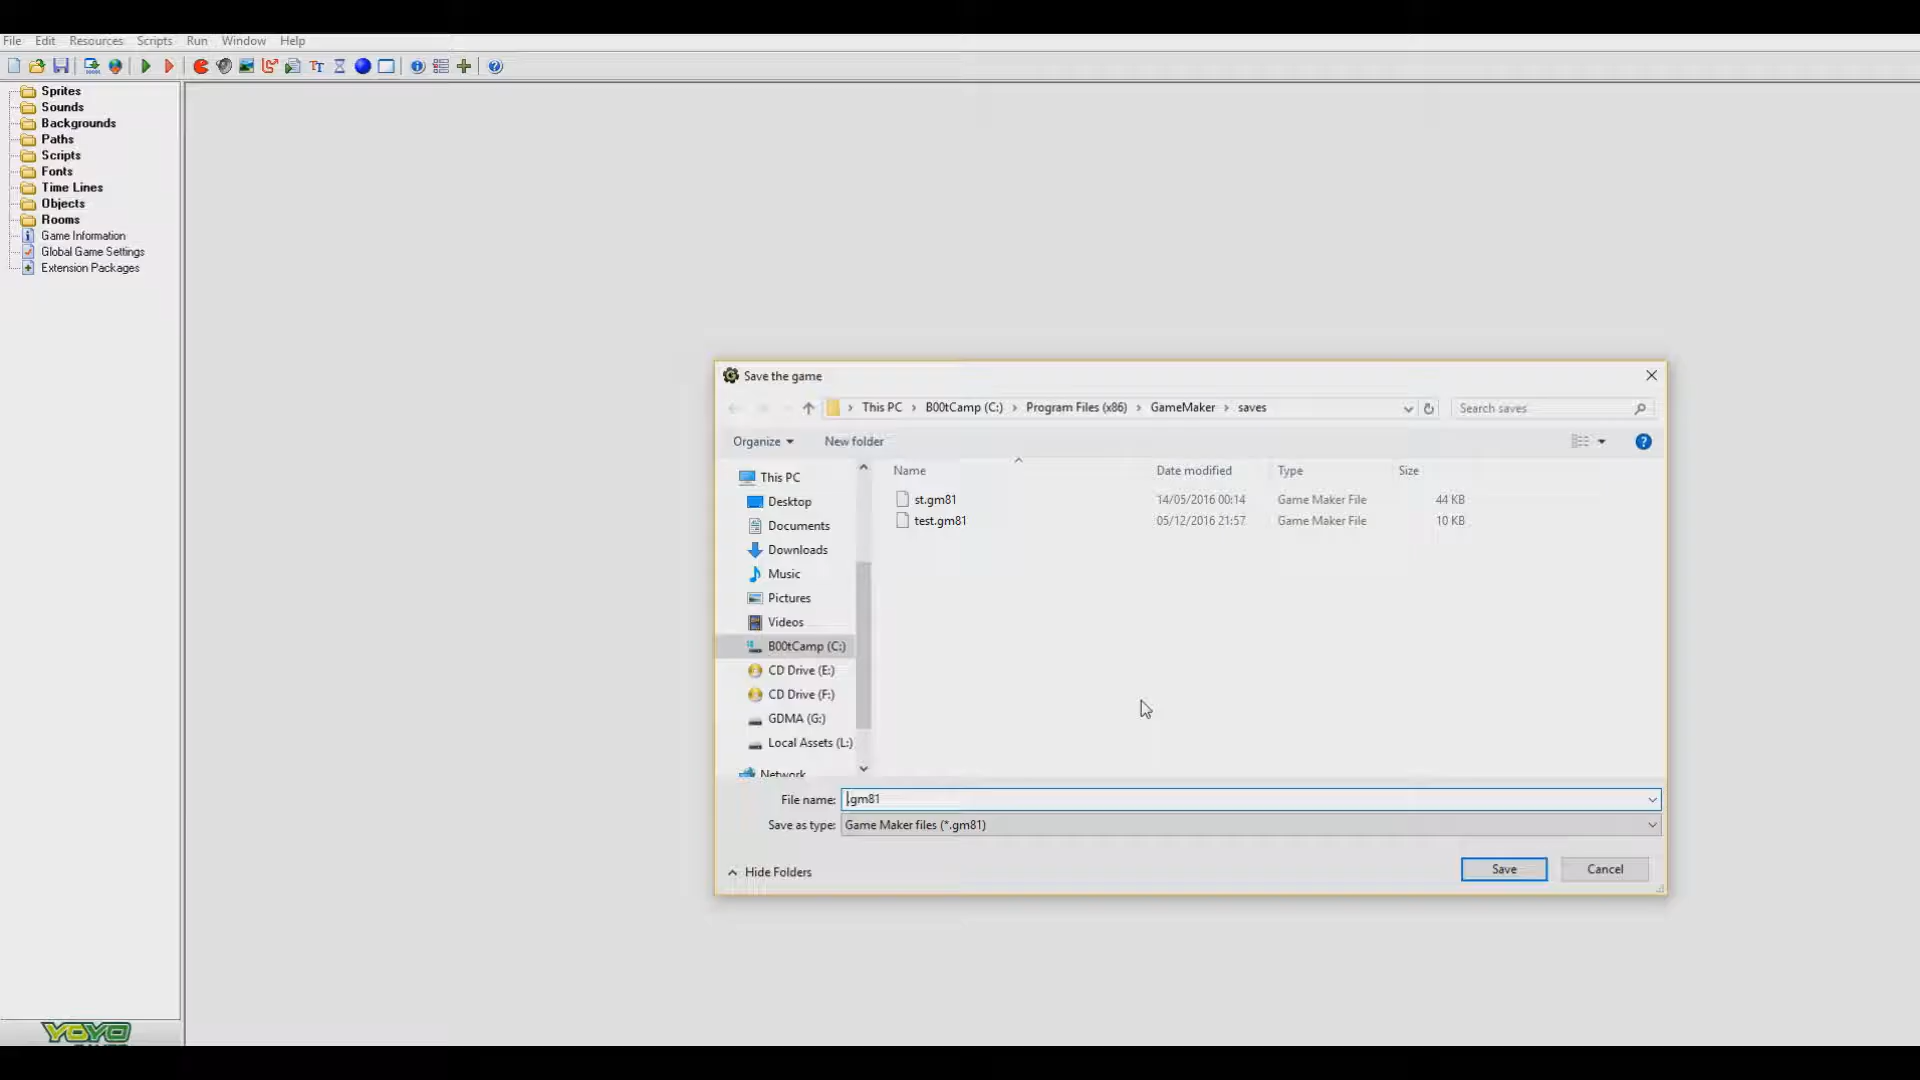 File Edit Resources Scripts Run Window Help
Sprites
Sounds
Backgrounds
Paths
Scripts
Fonts
Time Lines
Objects
Rooms
Game Information
Global Game Settings
Extension Packages
Save the game
This PC > B00tCamp (C:) > Program Files (x86) > GameMaker > saves
Search saves
Organize New folder
Name Date modified Type Size
st.gm81 14/05/2016 00:14 Game Maker File 44 KB
test.gm81 05/12/2016 21:57 Game Maker File 10 KB
This PC
Desktop
Documents
Downloads
Music
Pictures
Videos
B00tCamp (C:)
CD Drive (E:)
CD Drive (F:)
GDMA (G:)
Local Assets (L:)
Network
File name: .gm81
Save as type: Game Maker files (*.gm81)
Hide Folders
Save Cancel
YOYO